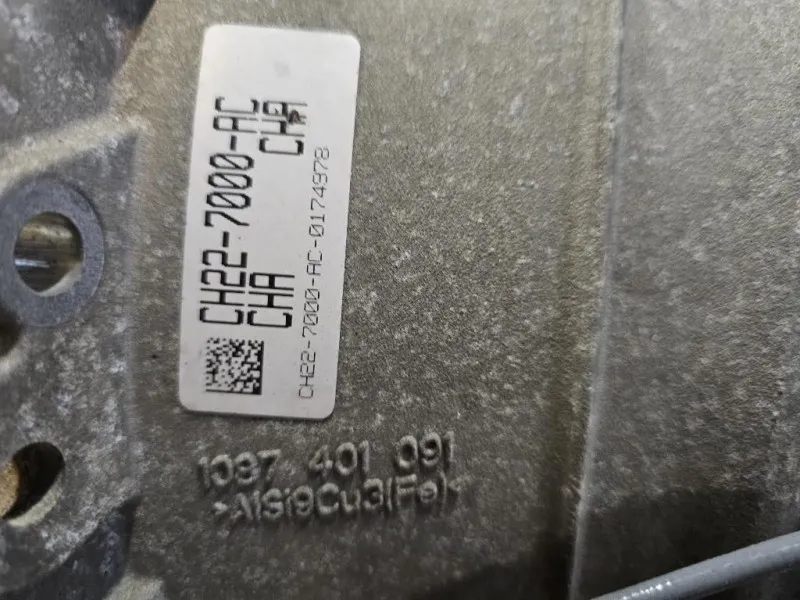 CH22-7000-AC
CHA CHA
CH22-7000-AC-0174978
1087 401 091
>AlSi9Cu3(Fe)<